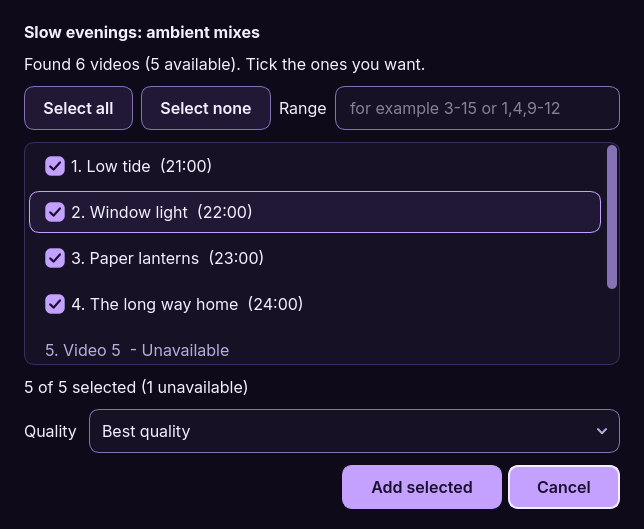 Slow evenings: ambient mixes
Found 6 videos (5 available). Tick the ones you want.
Select all
Select none
Range
for example 3-15 or 1,4,9-12
1. Low tide (21:00)
2. Window light (22:00)
3. Paper lanterns (23:00)
4. The long way home (24:00)
5. Video 5 - Unavailable
5 of 5 selected (1 unavailable)
Quality
Best quality
Add selected
Cancel